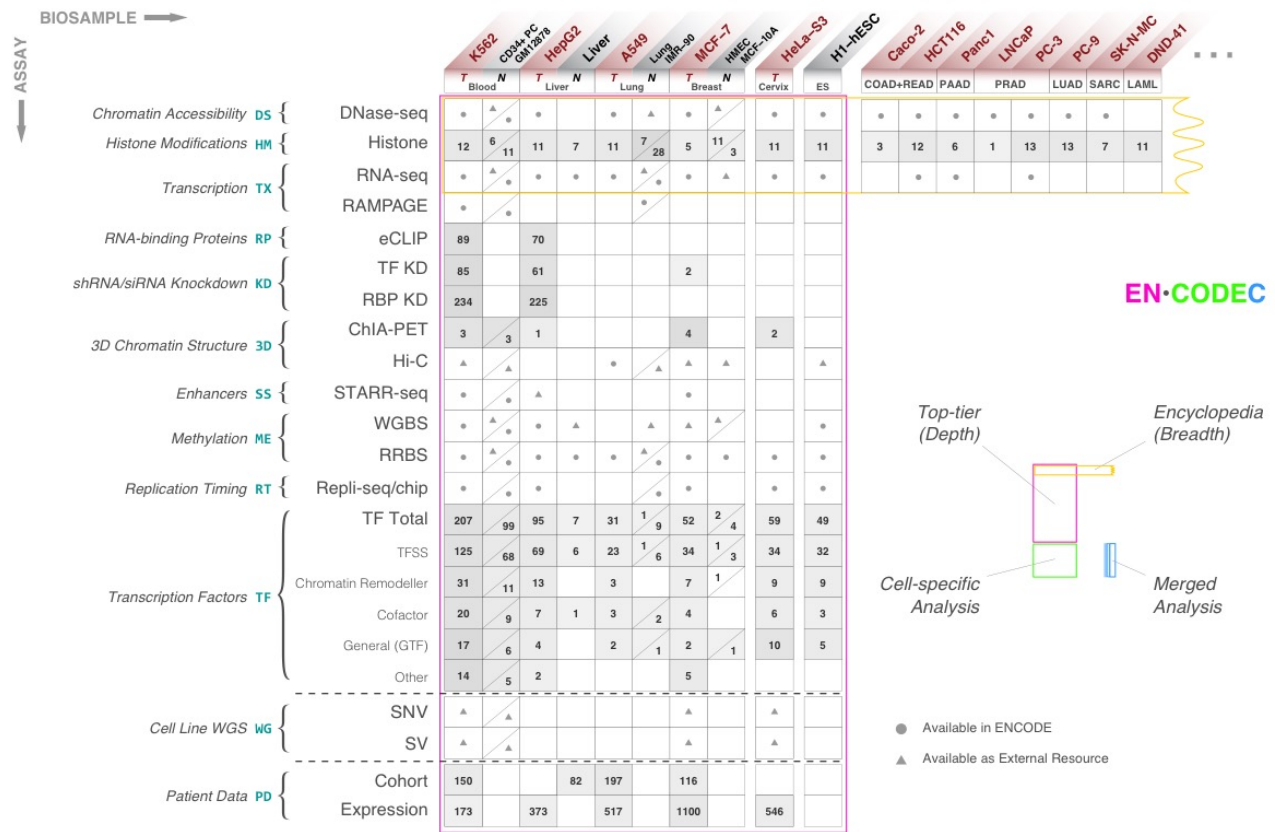 BIOSAMPLE
ASSAY
K562
CD34+ PC
GM12878
HepG2
Liver
A549
Lung
IMR-90
MCF-7
HMEC
MCF-10A
HeLa-S3
H1-hESC
Caco-2
HCT116
Panc1
LNCaP
PC-3
PC-9
SK-N-MC
DND-41
T N T N T N T N T
Blood Liver Lung Breast Cervix ES
COAD+READ PAAD PRAD LUAD SARC LAML
Chromatin Accessibility DS DNase-seq
Histone Modifications HM Histone 12 6 11 11 7 11 7 28 5 11 3 11 11 3 12 6 1 13 13 7 11
Transcription TX RNA-seq
RAMPAGE
RNA-binding Proteins RP eCLIP 89 70
shRNA/siRNA Knockdown KD TF KD 85 61 2
RBP KD 234 225
3D Chromatin Structure 3D ChIA-PET 3 3 1 4 2
Hi-C
Enhancers SS STARR-seq
Methylation ME WGBS
RRBS
Replication Timing RT Repli-seq/chip
Transcription Factors TF TF Total 207 99 95 7 31 1 9 52 2 4 59 49
TFSS 125 68 69 6 23 1 6 34 1 3 34 32
Chromatin Remodeller 31 11 13 3 7 1 9 9
Cofactor 20 9 7 1 3 2 4 6 3
General (GTF) 17 6 4 2 1 2 1 10 5
Other 14 5 2 5
Cell Line WGS WG SNV
SV
Patient Data PD Cohort 150 82 197 116
Expression 173 373 517 1100 546
EN·CODEC
Top-tier
(Depth)
Encyclopedia
(Breadth)
Cell-specific
Analysis
Merged
Analysis
Available in ENCODE
Available as External Resource